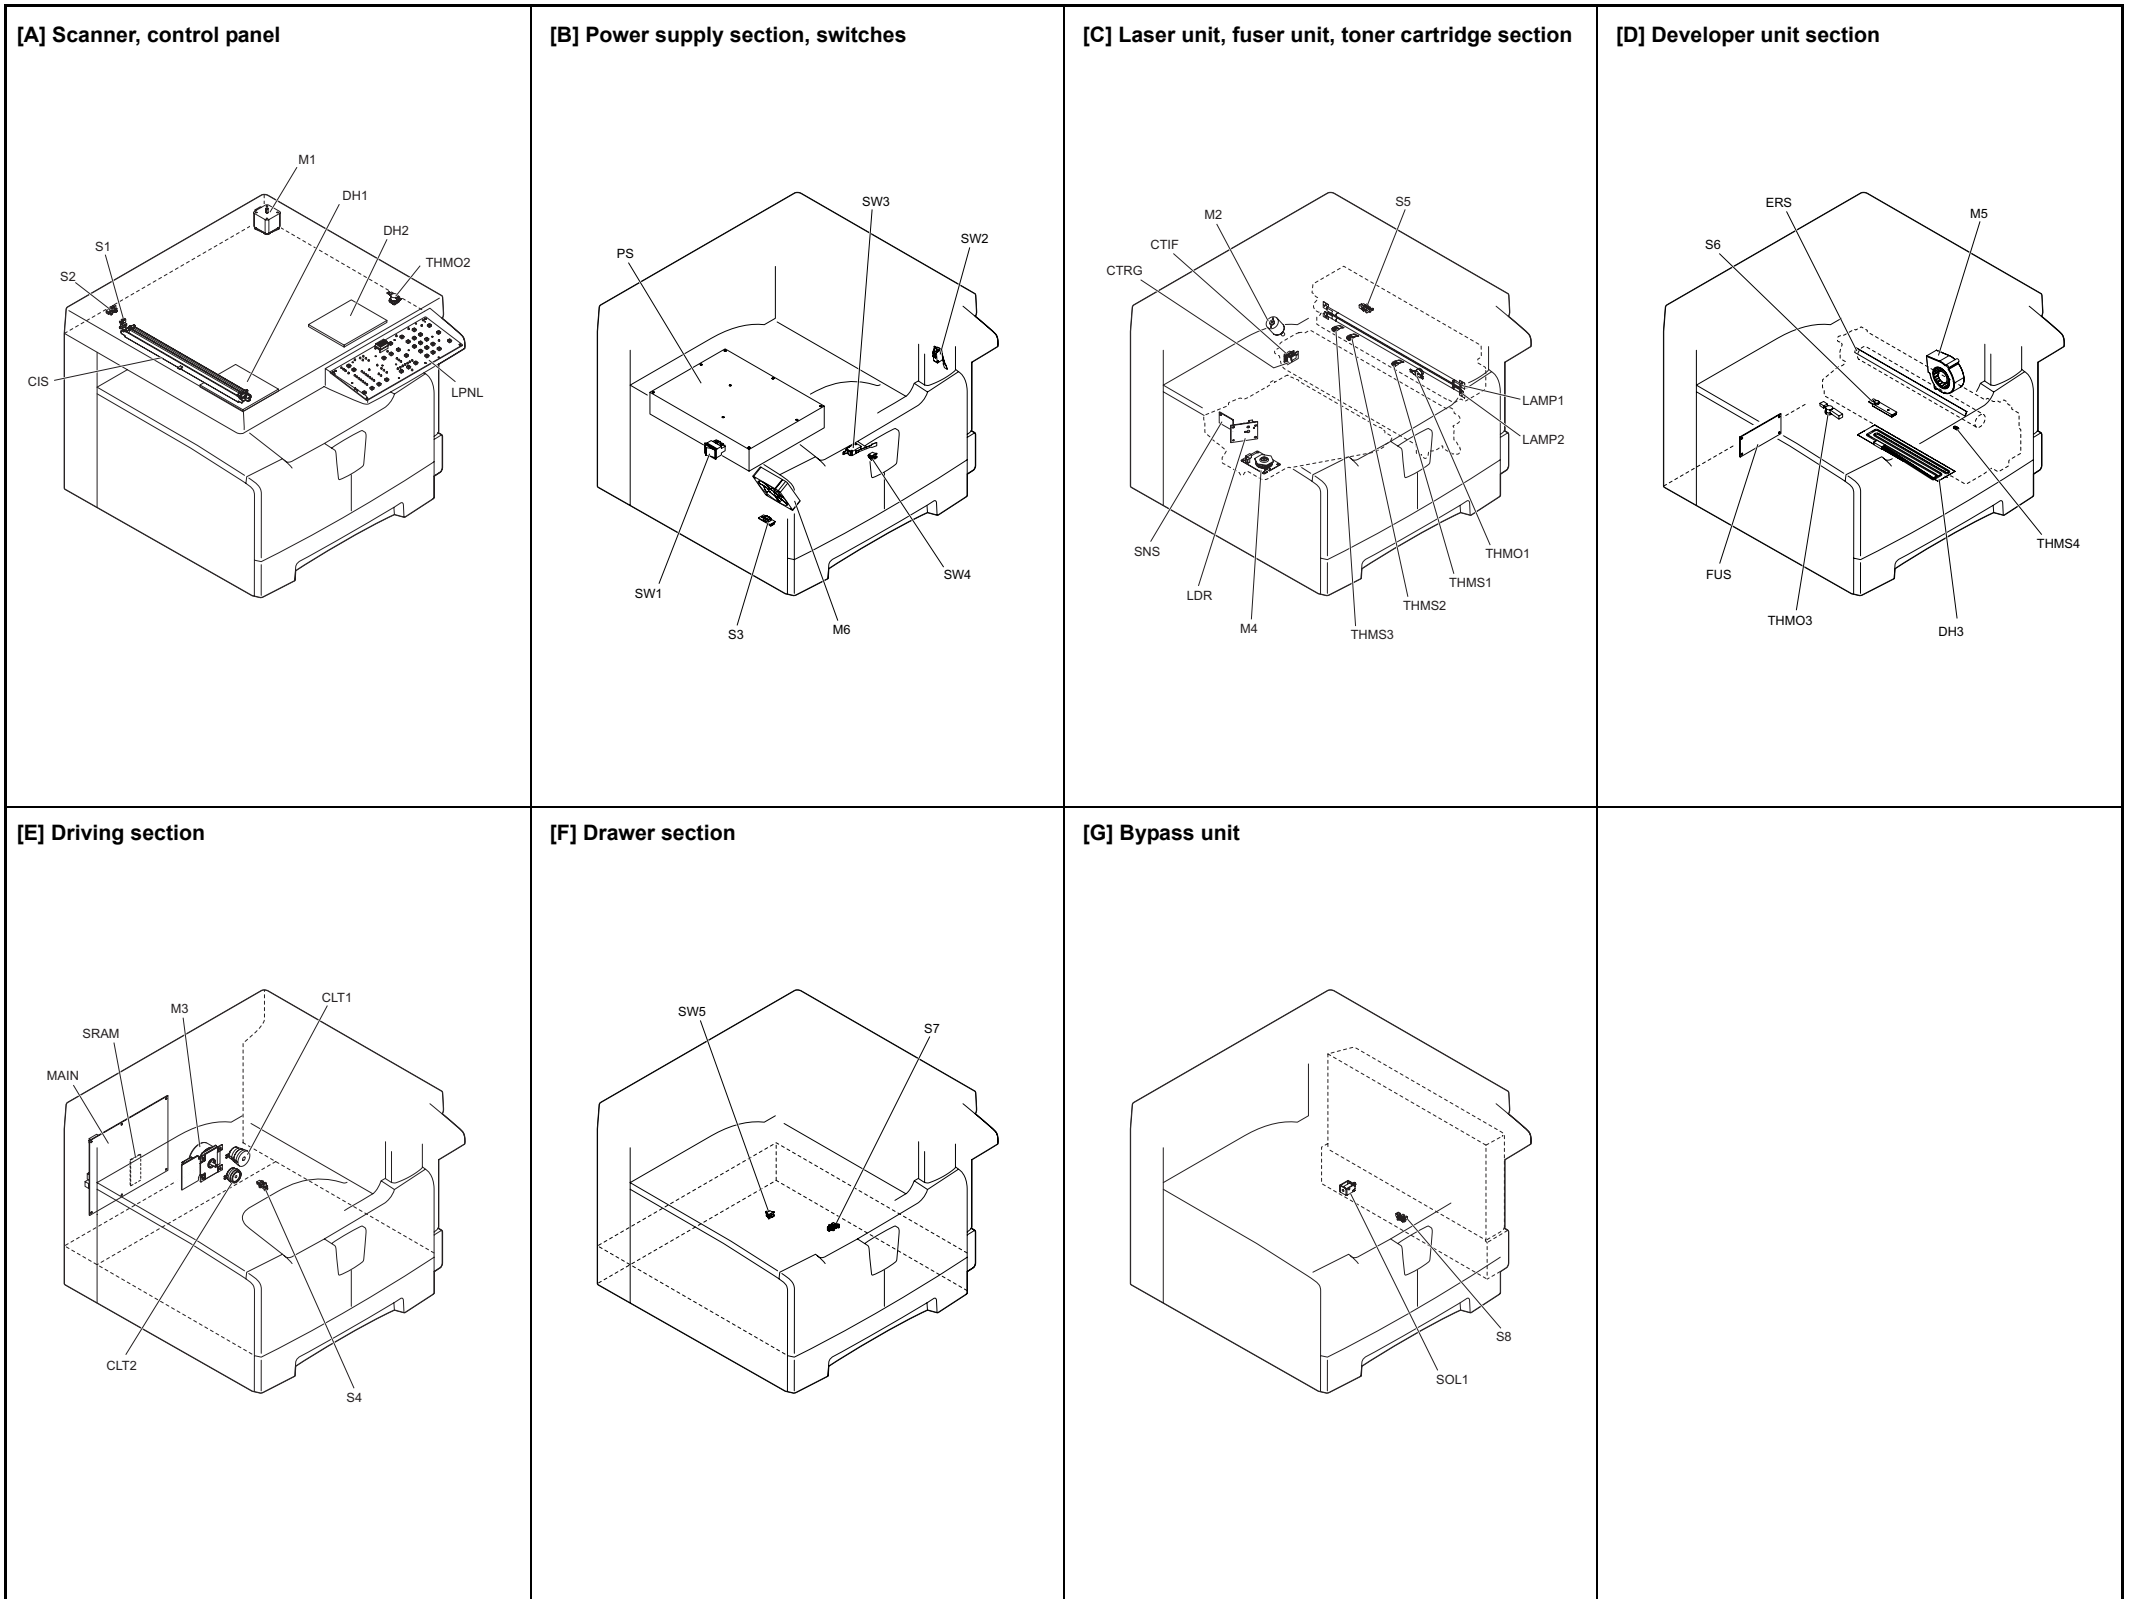 [A] Scanner, control panel
M1
DH1
DH2
S1
THMO2
S2
CIS
LPNL
[B] Power supply section, switches
SW3
SW2
PS
SW4
SW1
M6
S3
[C] Laser unit, fuser unit, toner cartridge section
S5
M2
CTIF
CTRG
LAMP1
LAMP2
SNS
THMO1
THMS1
LDR
THMS2
M4
THMS3
[D] Developer unit section
ERS
M5
S6
THMS4
FUS
THMO3
DH3
[E] Driving section
CLT1
M3
SRAM
MAIN
CLT2
S4
[F] Drawer section
SW5
S7
[G] Bypass unit
S8
SOL1